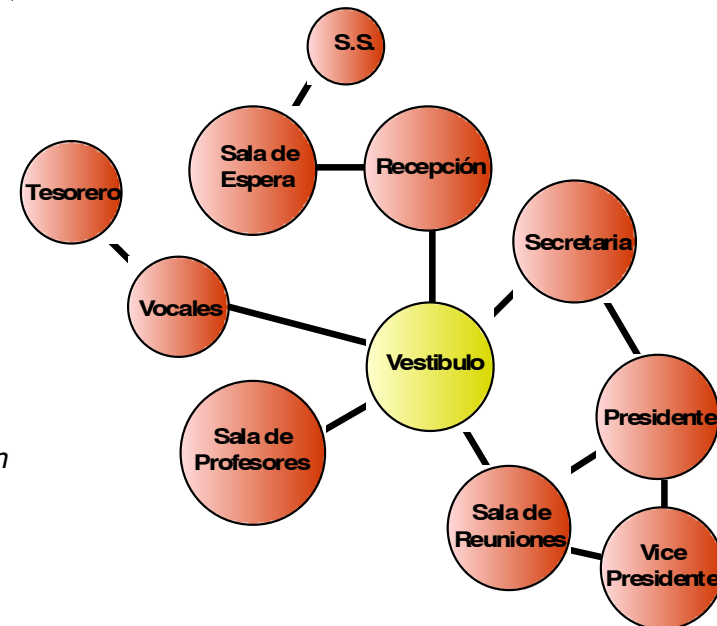 S.S.
Sala de
Espera
Recepción
Tesorero
Secretaria
Vocales
Vestibulo
Presidente
Sala de
Profesores
n
Sala de
Reuniones
Vice
Presidente